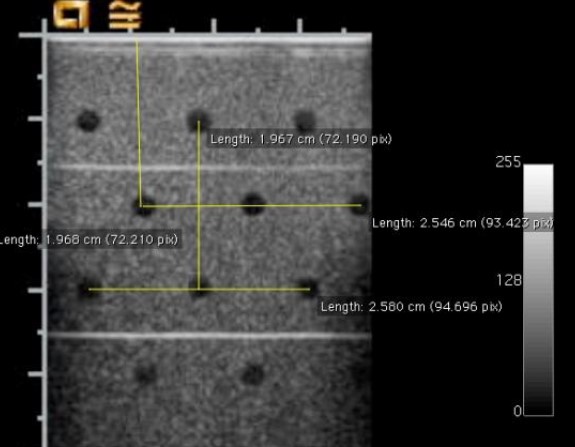 Length: 1.967 cm (72.190 pix)
255
Length: 2.546 cm (93.423 pix)
Length: 1.968 cm (72.210 pix)
128
Length: 2.580 cm (94.696 pix)
0